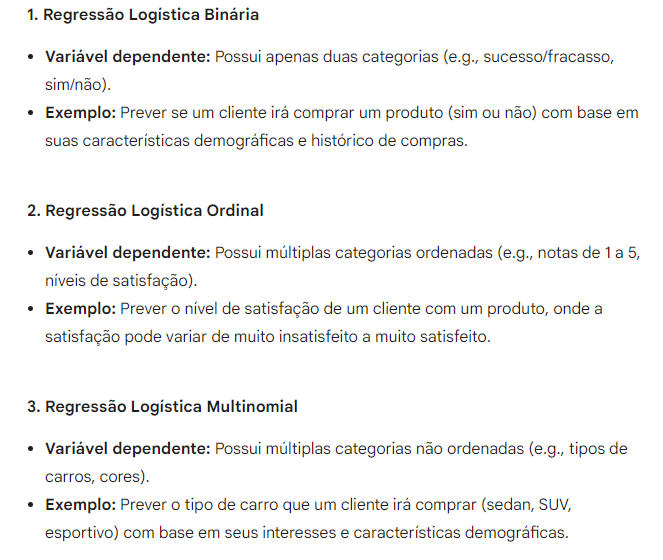 1. Regressão Logística Binária
• Variável dependente: Possui apenas duas categorias (e.g., sucesso/fracasso,
sim/não).
• Exemplo: Prever se um cliente irá comprar um produto (sim ou não) com base em
suas características demográficas e histórico de compras.
2. Regressão Logística Ordinal
• Variável dependente: Possui múltiplas categorias ordenadas (e.g., notas de 1 a 5,
níveis de satisfação).
• Exemplo: Prever o nível de satisfação de um cliente com um produto, onde a
satisfação pode variar de muito insatisfeito a muito satisfeito.
3. Regressão Logística Multinomial
• Variável dependente: Possui múltiplas categorias não ordenadas (e.g., tipos de
carros, cores).
• Exemplo: Prever o tipo de carro que um cliente irá comprar (sedan, SUV,
esportivo) com base em seus interesses e características demográficas.